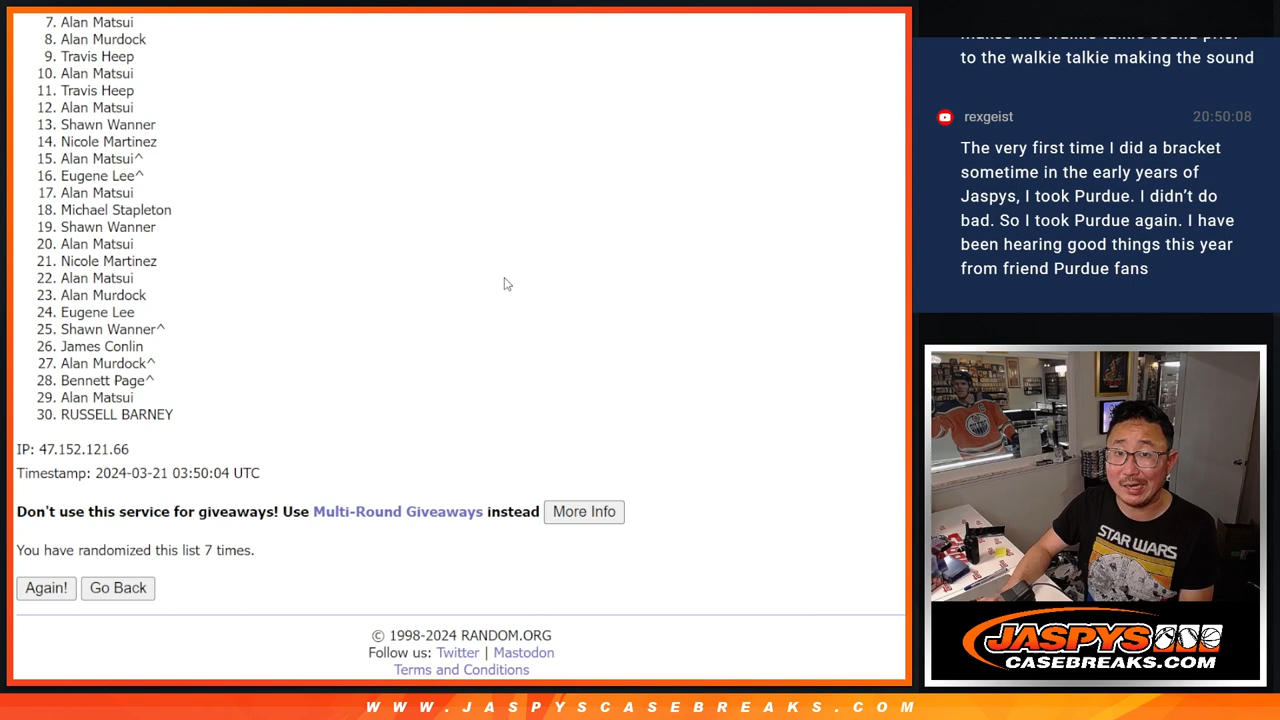 7. Alan Matsui
8. Alan Murdock
9. Travis Heep
10. Alan Matsui
11. Travis Heep
12. Alan Matsui
13. Shawn Wanner
14. Nicole Martinez
15. Alan Matsui^
16. Eugene Lee^
17. Alan Matsui
18. Michael Stapleton
19. Shawn Wanner
20. Alan Matsui
21. Nicole Martinez
22. Alan Matsui
23. Alan Murdock
24. Eugene Lee
25. Shawn Wanner^
26. James Conlin
27. Alan Murdock^
28. Bennett Page^
29. Alan Matsui
30. RUSSELL BARNEY
IP: 47.152.121.66
Timestamp: 2024-03-21 03:50:04 UTC
Don't use this service for giveaways! Use Multi-Round Giveaways instead More Info
You have randomized this list 7 times.
Again! Go Back
© 1998-2024 RANDOM.ORG
Follow us: Twitter | Mastodon
Terms and Conditions
makes the walkie talkie sound prior
to the walkie talkie making the sound
rexgeist 20:50:08
The very first time I did a bracket
sometime in the early years of
Jaspys, I took Purdue. I didn't do
bad. So I took Purdue again. I have
been hearing good things this year
from friend Purdue fans
STAR WARS
JASPYS
CASEBREAKS.COM
WWW.JASPYSCASEBREAKS.COM